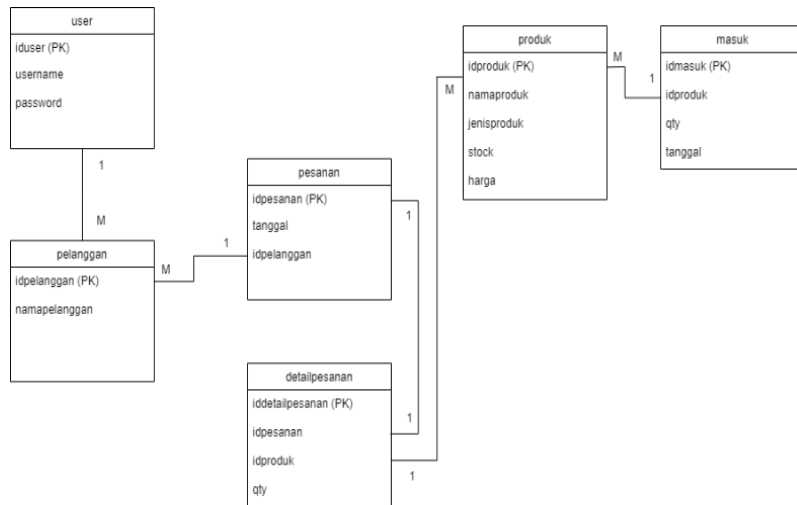 user
iduser (PK)
username
password
1
M
pelanggan
idpelanggan (PK)
namapelanggan
M
1
pesanan
idpesanan (PK)
tanggal
idpelanggan
1
1
detailpesanan
iddetailpesanan (PK)
idpesanan
idproduk
qty
1
M
produk
idproduk (PK)
namaproduk
jenisproduk
stock
harga
M
1
masuk
idmasuk (PK)
idproduk
qty
tanggal